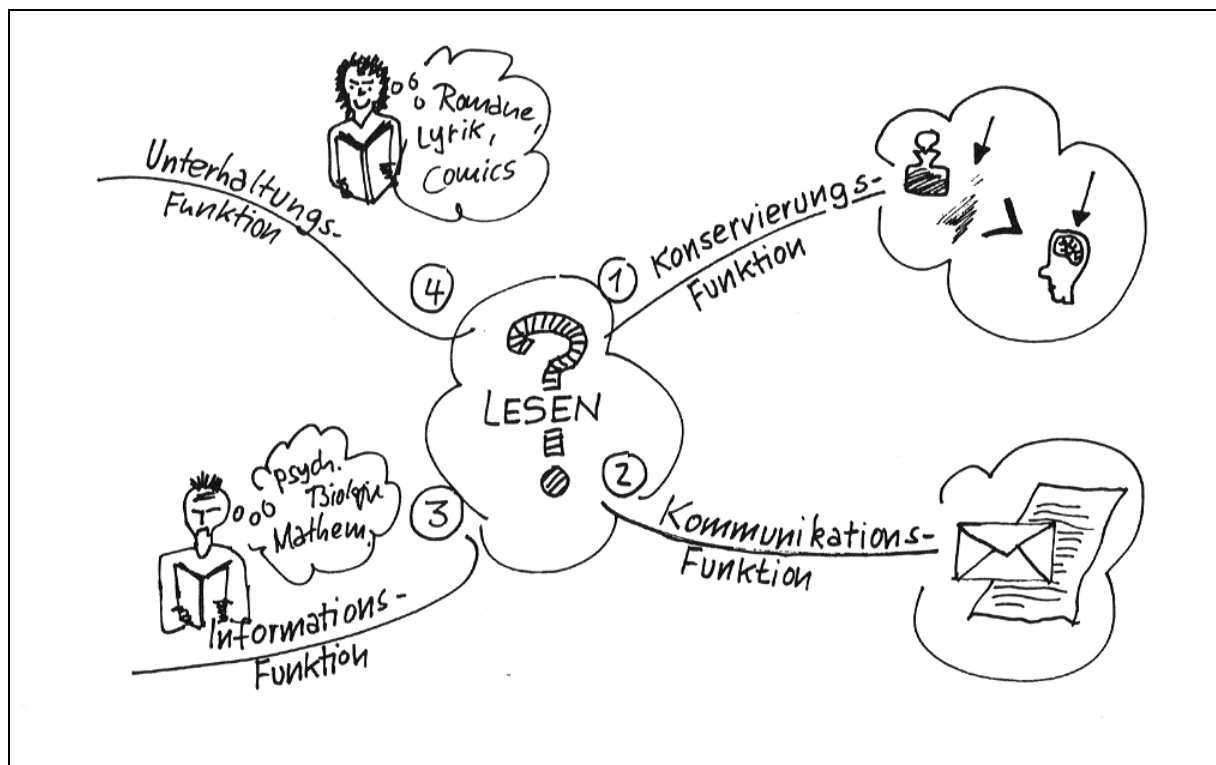 LESEN
1
Konservierungs-
Funktion
2
Kommunikations-
Funktion
3
Informations-
Funktion
psych.
Biologie
Mathem.
4
Unterhaltungs-
Funktion
Romane,
Lyrik,
Comics